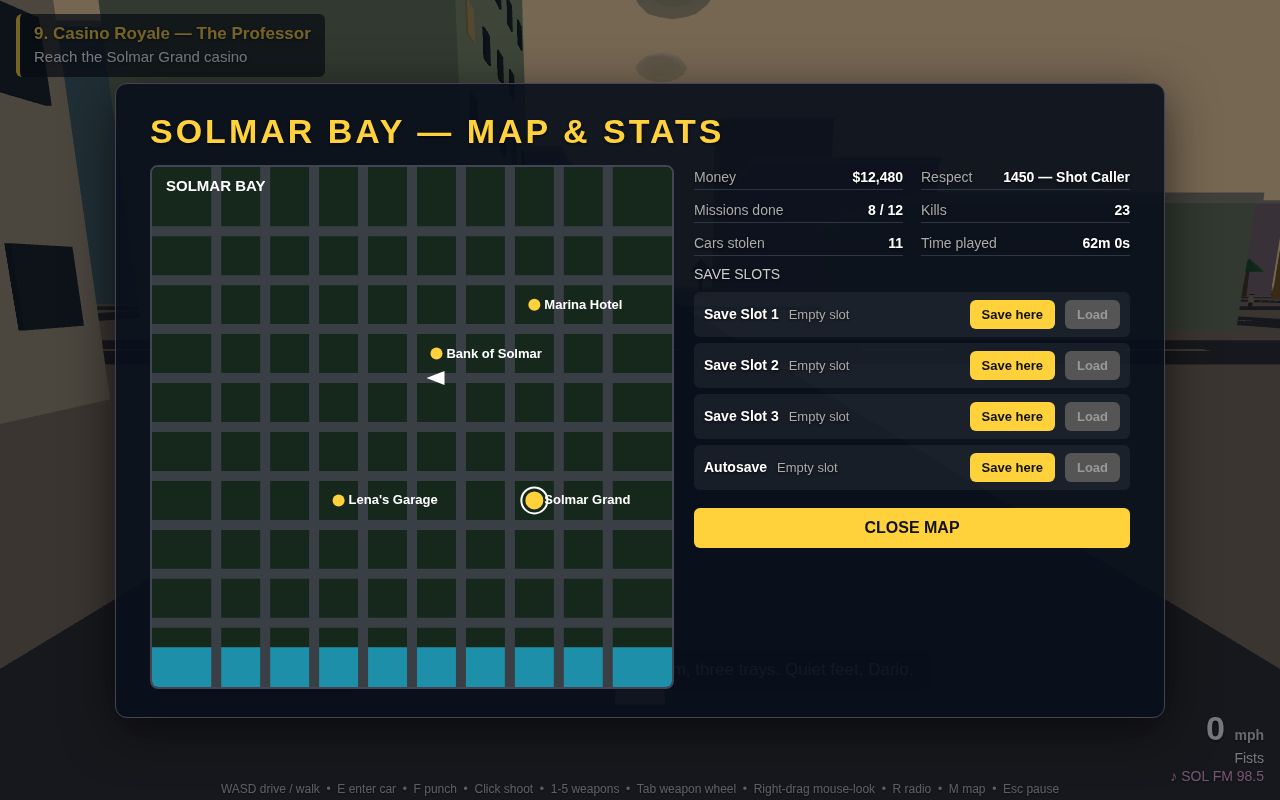 9. Casino Royale — The Professor
Reach the Solmar Grand casino
SOLMAR BAY — MAP & STATS
SOLMAR BAY
Marina Hotel
Bank of Solmar
Lena's Garage
Solmar Grand
Money $12,480
Respect 1450 — Shot Caller
Missions done 8 / 12
Kills 23
Cars stolen 11
Time played 62m 0s
SAVE SLOTS
Save Slot 1 Empty slot Save here Load
Save Slot 2 Empty slot Save here Load
Save Slot 3 Empty slot Save here Load
Autosave Empty slot Save here Load
CLOSE MAP
three trays. Quiet feet, Dario.
0 mph
Fists
♪ SOL FM 98.5
WASD drive / walk • E enter car • F punch • Click shoot • 1-5 weapons • Tab weapon wheel • Right-drag mouse-look • R radio • M map • Esc pause